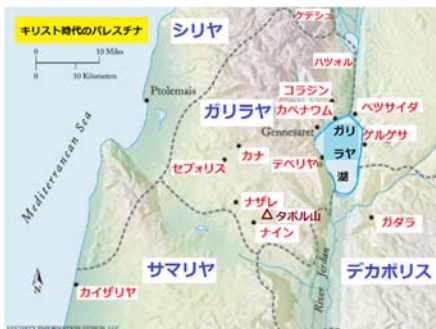 キリスト時代のパレスチナ
0 10 Miles
0 10 Kilometers
シリヤ
ケデシュ
ハツォル
Ptolemais
コラジン
カペナウム
ベツサイダ
ガリラヤ
Gennesaret
ゲルゲサ
ガリラヤ湖
カナ
セプォリス
テベリヤ
Mediterranean Sea
ナザレ
タボル山
ナイン
ガダラ
サマリヤ
デカポリス
River Jordan
N
カイザリヤ